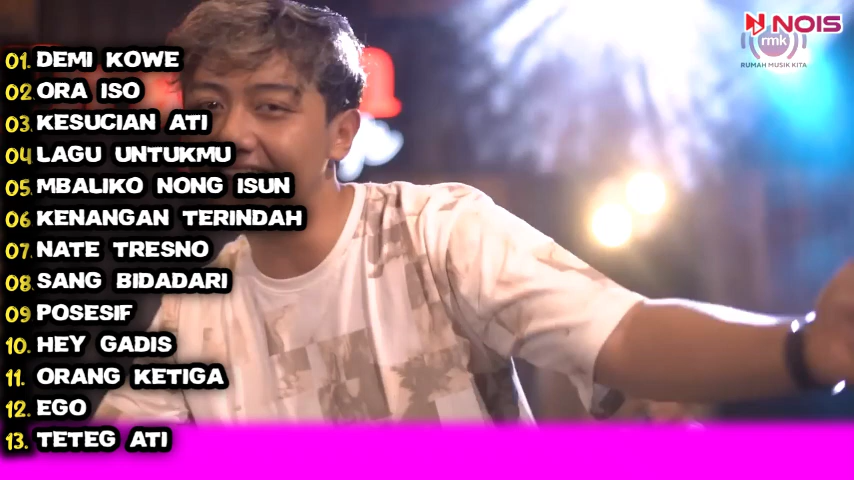 NOIS
rmk
RUMAH MUSIK KITA
01. DEMI KOWE
02. ORA ISO
03. KESUCIAN ATI
04. LAGU UNTUKMU
05. MBALIKO NONG ISUN
06. KENANGAN TERINDAH
07. NATE TRESNO
08. SANG BIDADARI
09. POSESIF
10. HEY GADIS
11. ORANG KETIGA
12. EGO
13. TETEG ATI